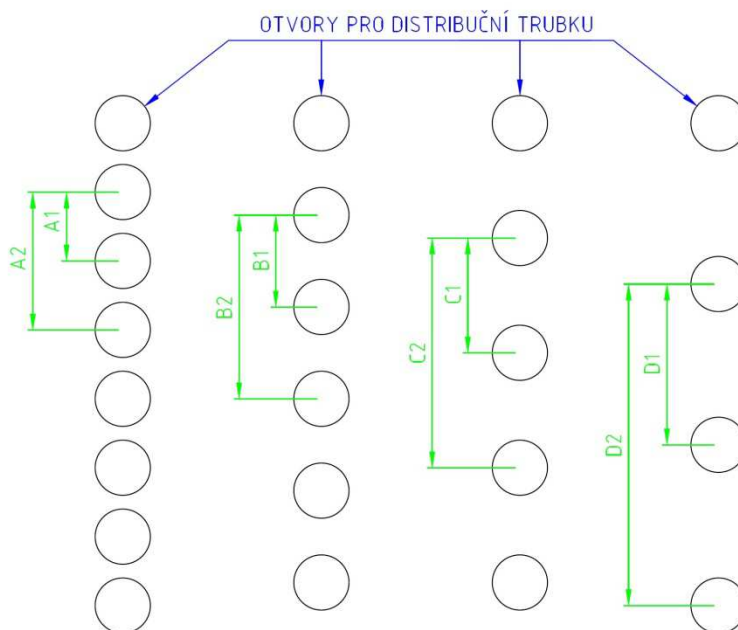 OTVORY PRO DISTRIBUČNÍ TRUBKU
A1
A2
B1
B2
C1
C2
D1
D2